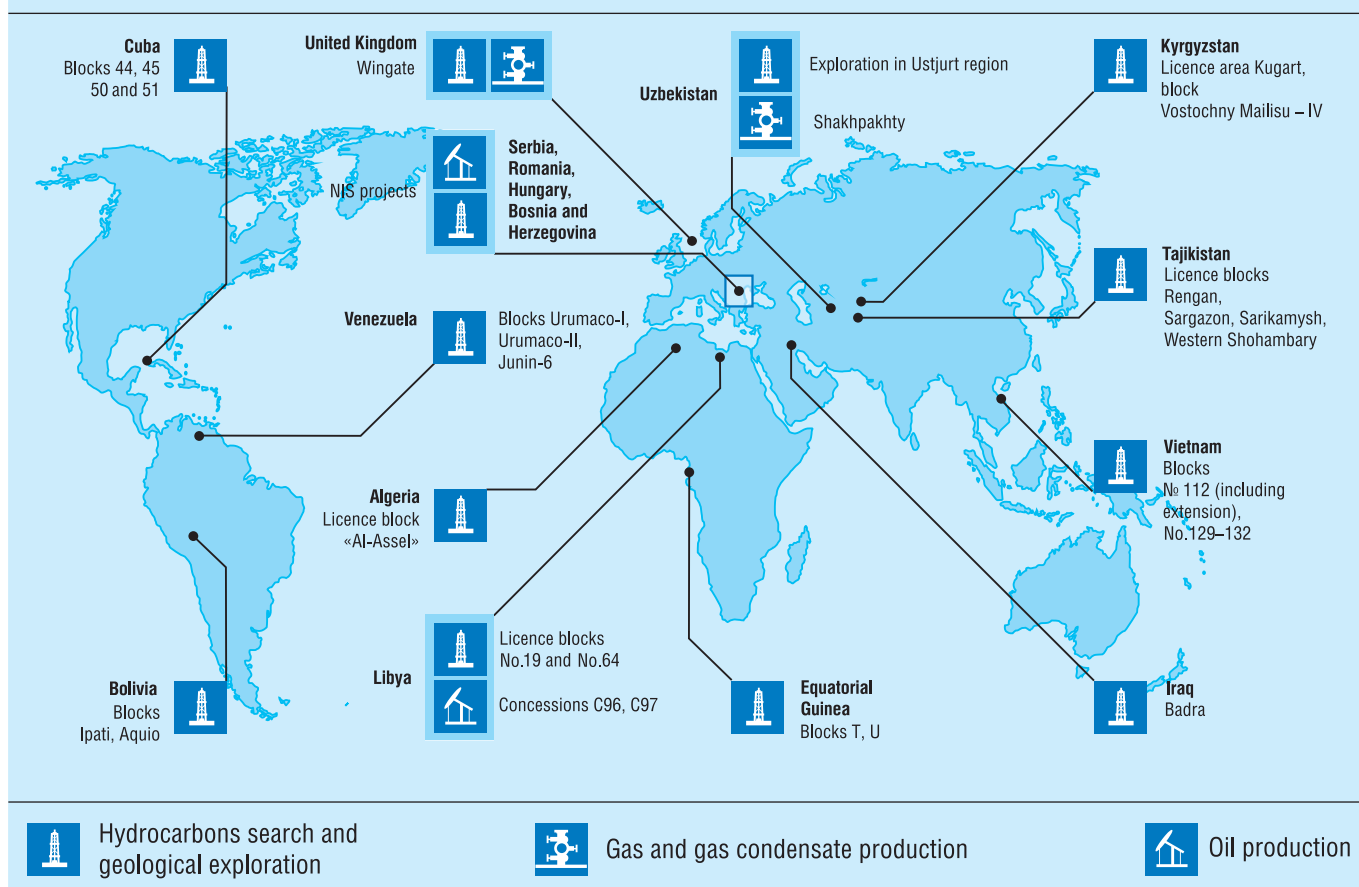 Cuba
Blocks 44, 45
50 and 51
United Kingdom
Wingate
Uzbekistan
Exploration in Ustjurt region
Shakhpakhty
Kyrgyzstan
Licence area Kugart,
block
Vostochny Mailisu – IV
NIS projects
Serbia,
Romania,
Hungary,
Bosnia and
Herzegovina
Tajikistan
Licence blocks
Rengan,
Sargazon, Sarikamysh,
Western Shohambary
Venezuela
Blocks Urumaco-I,
Urumaco-II,
Junin-6
Algeria
Licence block
«Al-Assel»
Vietnam
Blocks
№ 112 (including
extension),
No.129–132
Libya
Licence blocks
No.19 and No.64
Concessions C96, C97
Bolivia
Blocks
Ipati, Aquio
Equatorial
Guinea
Blocks T, U
Iraq
Badra
Hydrocarbons search and
geological exploration
Gas and gas condensate production
Oil production